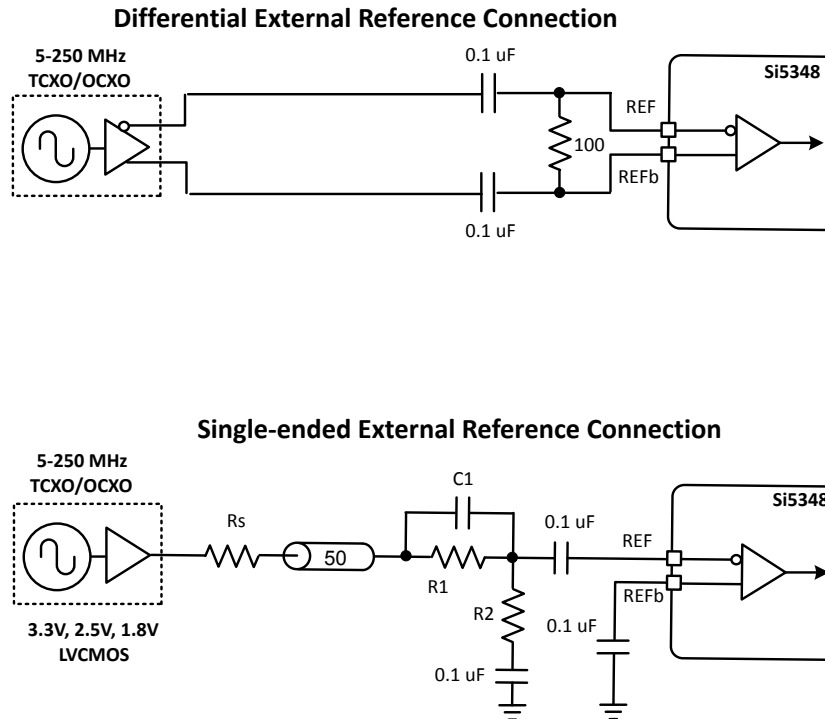 Differential External Reference Connection
5-250 MHz
TCXO/OCXO
0.1 uF
Si5348
REF
100
REFb
0.1 uF
Single-ended External Reference Connection
5-250 MHz
TCXO/OCXO
C1
Si5348
Rs
0.1 uF
REF
50
R1
REFb
R2
0.1 uF
3.3V, 2.5V, 1.8V
LVCMOS
0.1 uF